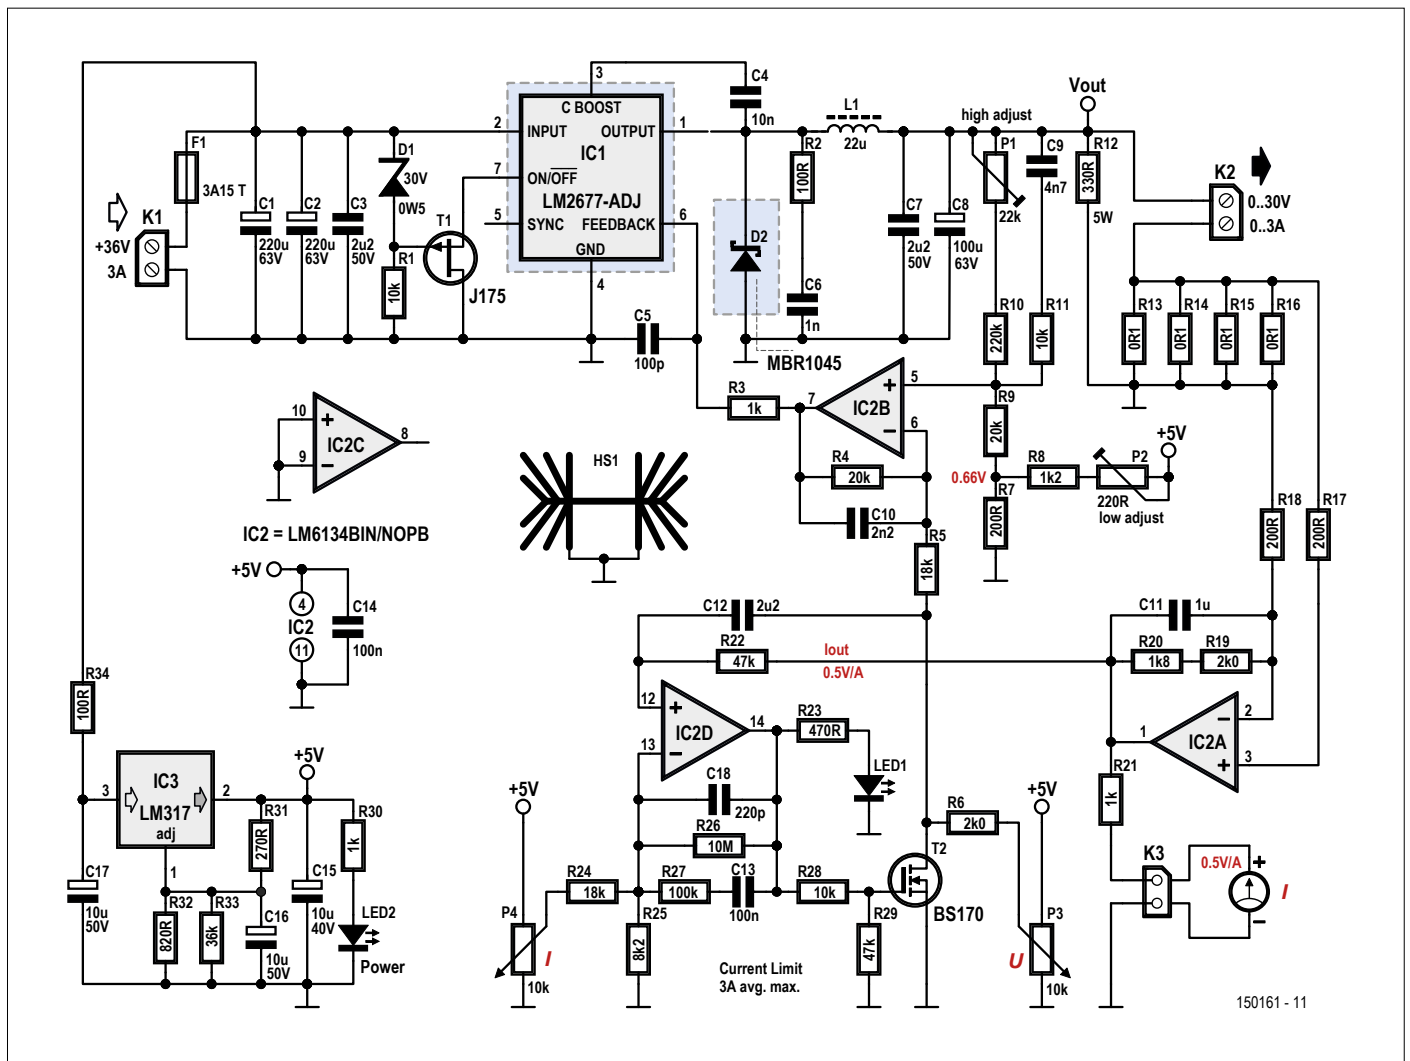 C4
10n
3
C BOOST
2
INPUT
OUTPUT
1
IC1
7
ON/OFF
LM2677-ADJ
5
SYNC
FEEDBACK
6
GND
4
F1
3A15 T
K1
+36V
3A
C1
220u
63V
C2
220u
63V
C3
2u2
50V
D1
30V
0W5
R1
10k
T1
J175
C5
100p
D2
MBR1045
R2
100R
C6
1n
L1
22u
C7
2u2
50V
C8
100u
63V
high adjust
P1
22k
C9
4n7
Vout
R12
330R
5W
K2
0..30V
0..3A
R10
220k
R11
10k
R13
0R1
R14
0R1
R15
0R1
R16
0R1
R3
1k
7
IC2B
5
+
6
–
R4
20k
C10
2n2
R9
20k
0.66V
R8
1k2
P2
220R
low adjust
+5V
R7
200R
R5
18k
R18
200R
R17
200R
10
+
IC2C
8
9
–
HS1
IC2 = LM6134BIN/NOPB
+5V
4
IC2
11
C14
100n
C12
2u2
R22
47k
Iout
0.5V/A
C11
1u
R20
1k8
R19
2k0
R34
100R
12
+
IC2D
14
13
–
R23
470R
LED1
1
IC2A
–
2
+
3
R21
1k
3
IC3
LM317
adj
2
1
+5V
R31
270R
R30
1k
C17
10u
50V
R32
820R
R33
36k
C16
10u
50V
C15
10u
40V
LED2
Power
C18
220p
R26
10M
+5V
R24
18k
R27
100k
C13
100n
R28
10k
P4
I
10k
R25
8k2
Current Limit
3A avg. max.
R29
47k
T2
BS170
R6
2k0
+5V
P3
U
10k
K3
0.5V/A
+
I
–
150161 - 11